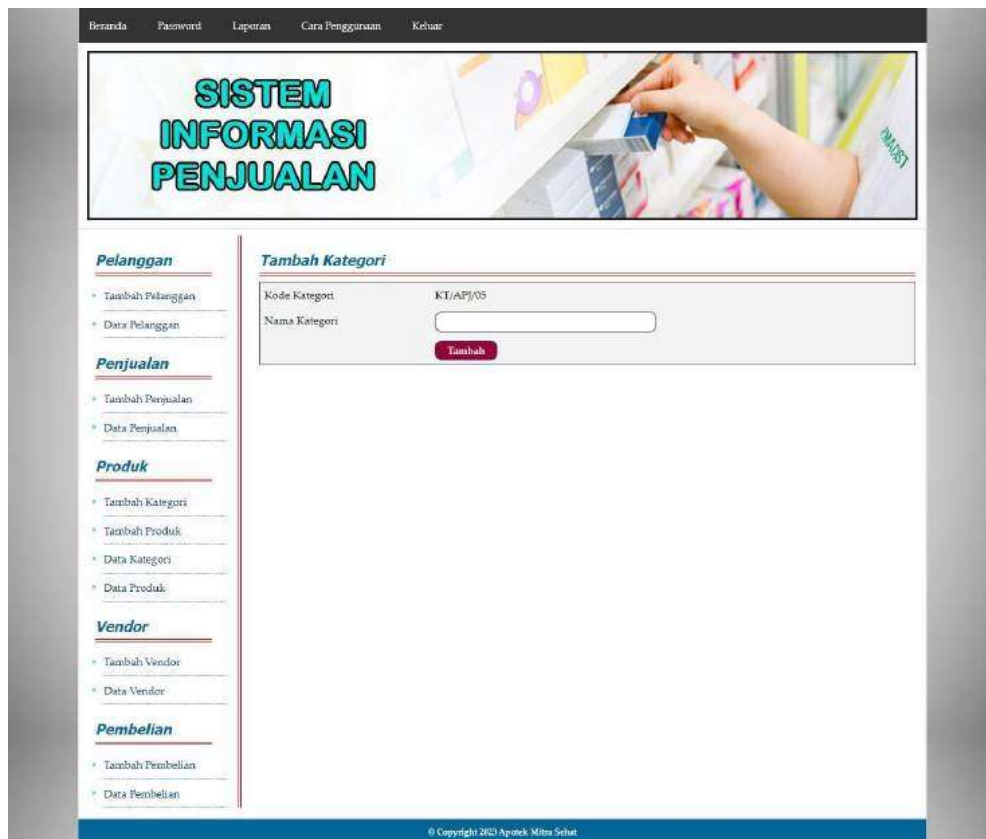 Beranda Password Laporan Cara Penggunaan Keluar
SISTEM
INFORMASI
PENJUALAN
Pelanggan
Tambah Pelanggan
Data Pelanggan
Penjualan
Tambah Penjualan
Data Penjualan
Produk
Tambah Kategori
Tambah Produk
Data Kategori
Data Produk
Vendor
Tambah Vendor
Data Vendor
Pembelian
Tambah Pembelian
Data Pembelian
Tambah Kategori
Kode Kategori KT/APJ/05
Nama Kategori
Tambah
© Copyright 2023 Apotek Mitra Sehat